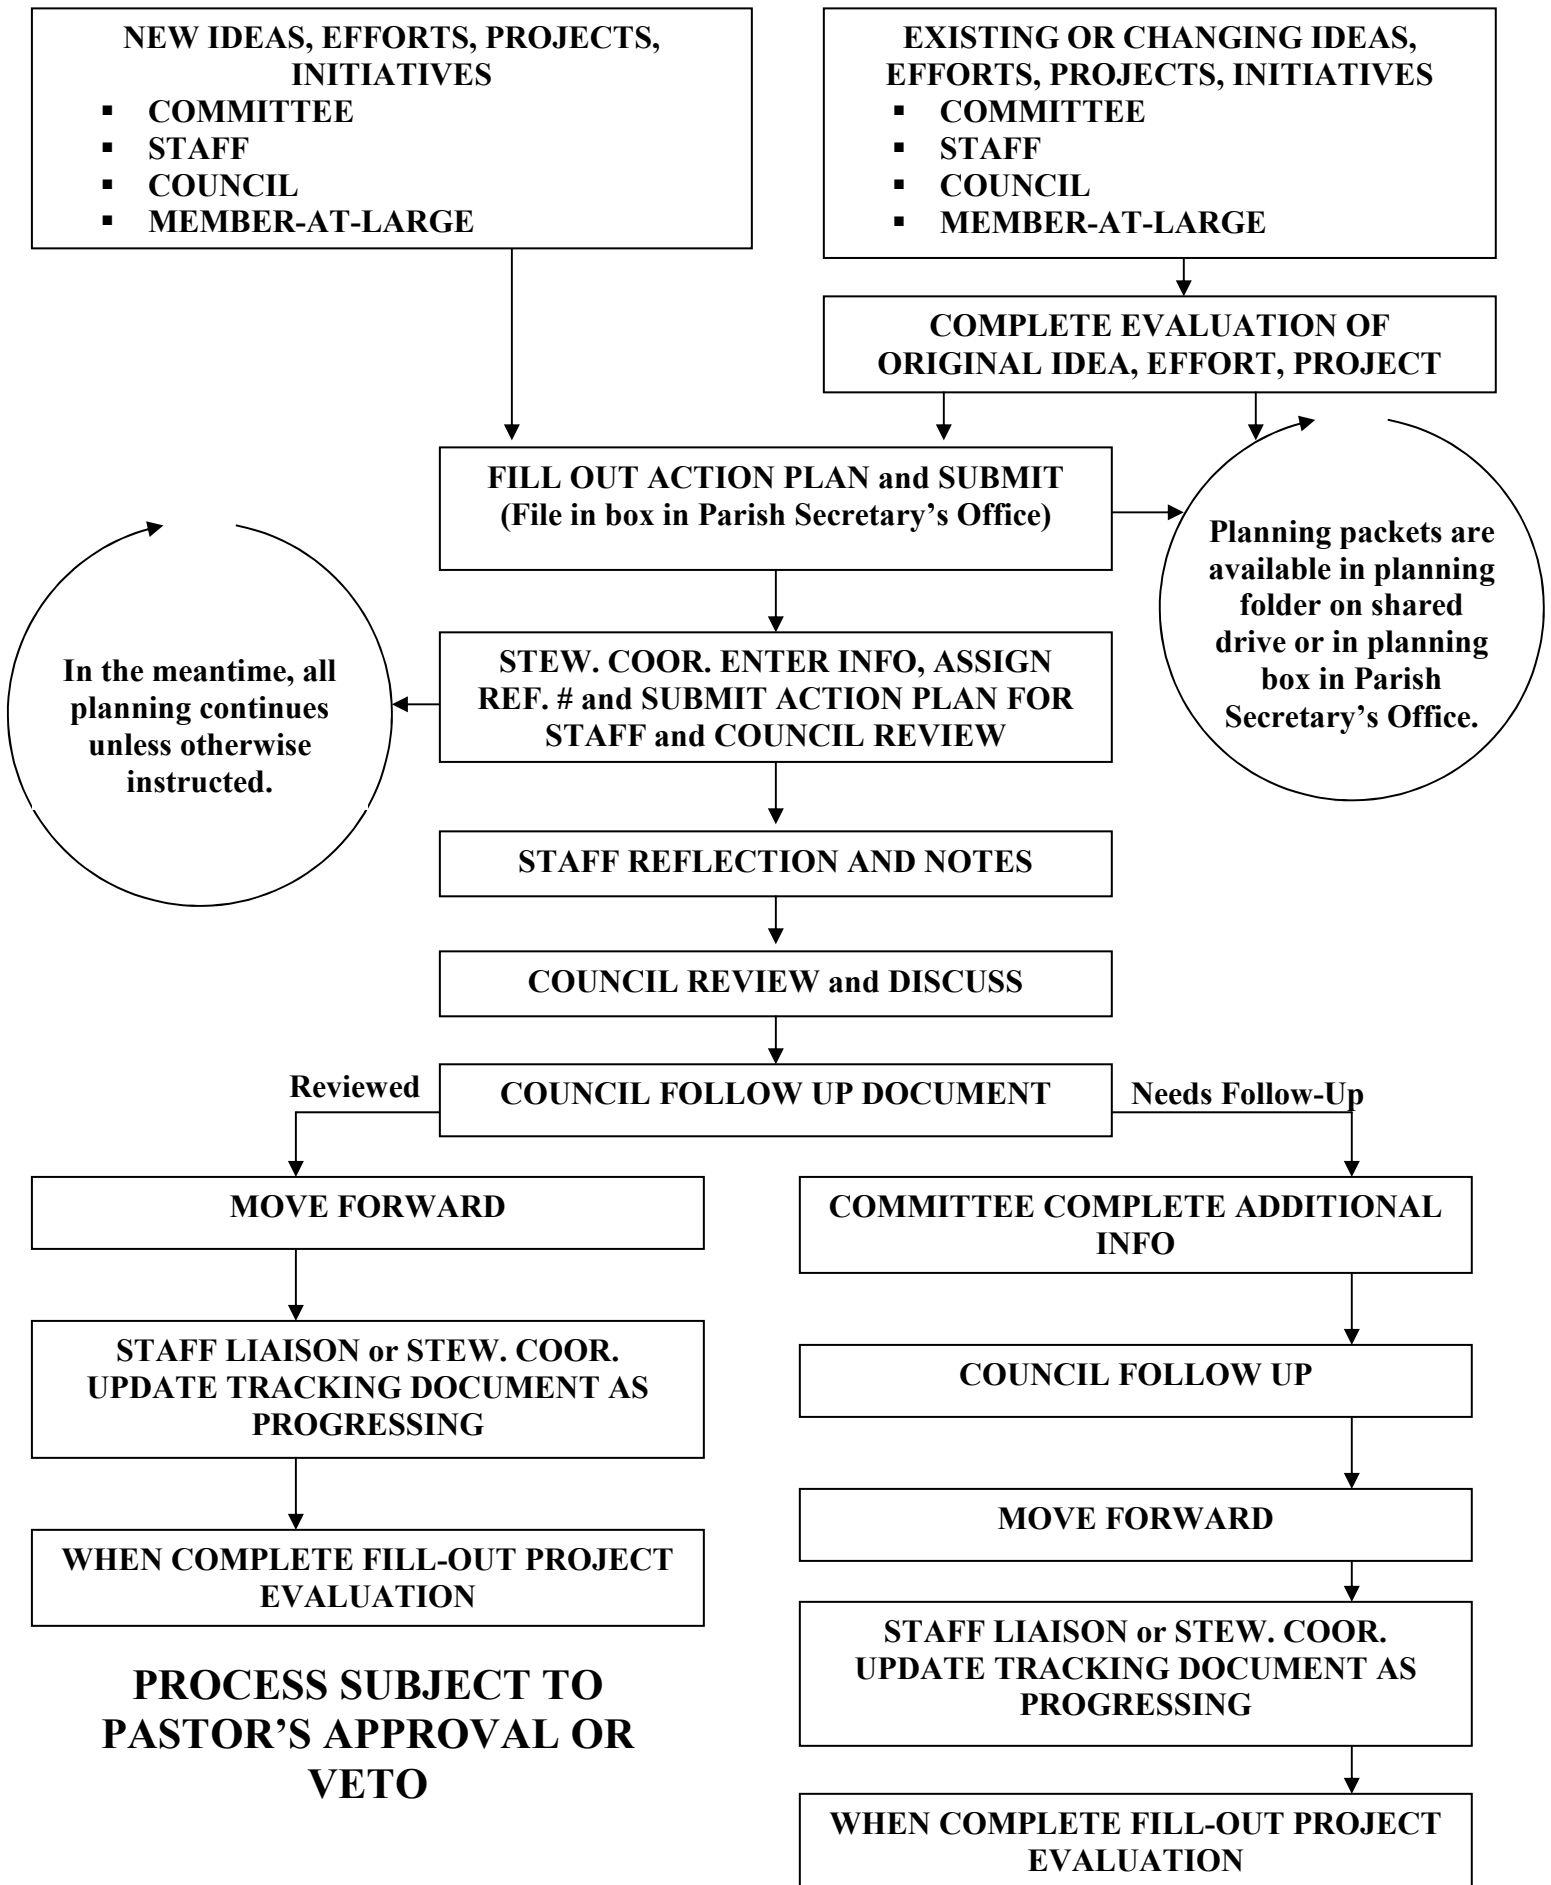 NEW IDEAS, EFFORTS, PROJECTS,
INITIATIVES
▪ COMMITTEE
▪ STAFF
▪ COUNCIL
▪ MEMBER-AT-LARGE
EXISTING OR CHANGING IDEAS,
EFFORTS, PROJECTS, INITIATIVES
▪ COMMITTEE
▪ STAFF
▪ COUNCIL
▪ MEMBER-AT-LARGE
COMPLETE EVALUATION OF
ORIGINAL IDEA, EFFORT, PROJECT
FILL OUT ACTION PLAN and SUBMIT
(File in box in Parish Secretary’s Office)
Planning packets are
available in planning
folder on shared
drive or in planning
box in Parish
Secretary’s Office.
STEW. COOR. ENTER INFO, ASSIGN
REF. # and SUBMIT ACTION PLAN FOR
STAFF and COUNCIL REVIEW
In the meantime, all
planning continues
unless otherwise
instructed.
STAFF REFLECTION AND NOTES
COUNCIL REVIEW and DISCUSS
COUNCIL FOLLOW UP DOCUMENT
Reviewed
MOVE FORWARD
STAFF LIAISON or STEW. COOR.
UPDATE TRACKING DOCUMENT AS
PROGRESSING
WHEN COMPLETE FILL-OUT PROJECT
EVALUATION
Needs Follow-Up
COMMITTEE COMPLETE ADDITIONAL
INFO
COUNCIL FOLLOW UP
MOVE FORWARD
STAFF LIAISON or STEW. COOR.
UPDATE TRACKING DOCUMENT AS
PROGRESSING
WHEN COMPLETE FILL-OUT PROJECT
EVALUATION
PROCESS SUBJECT TO
PASTOR’S APPROVAL OR
VETO